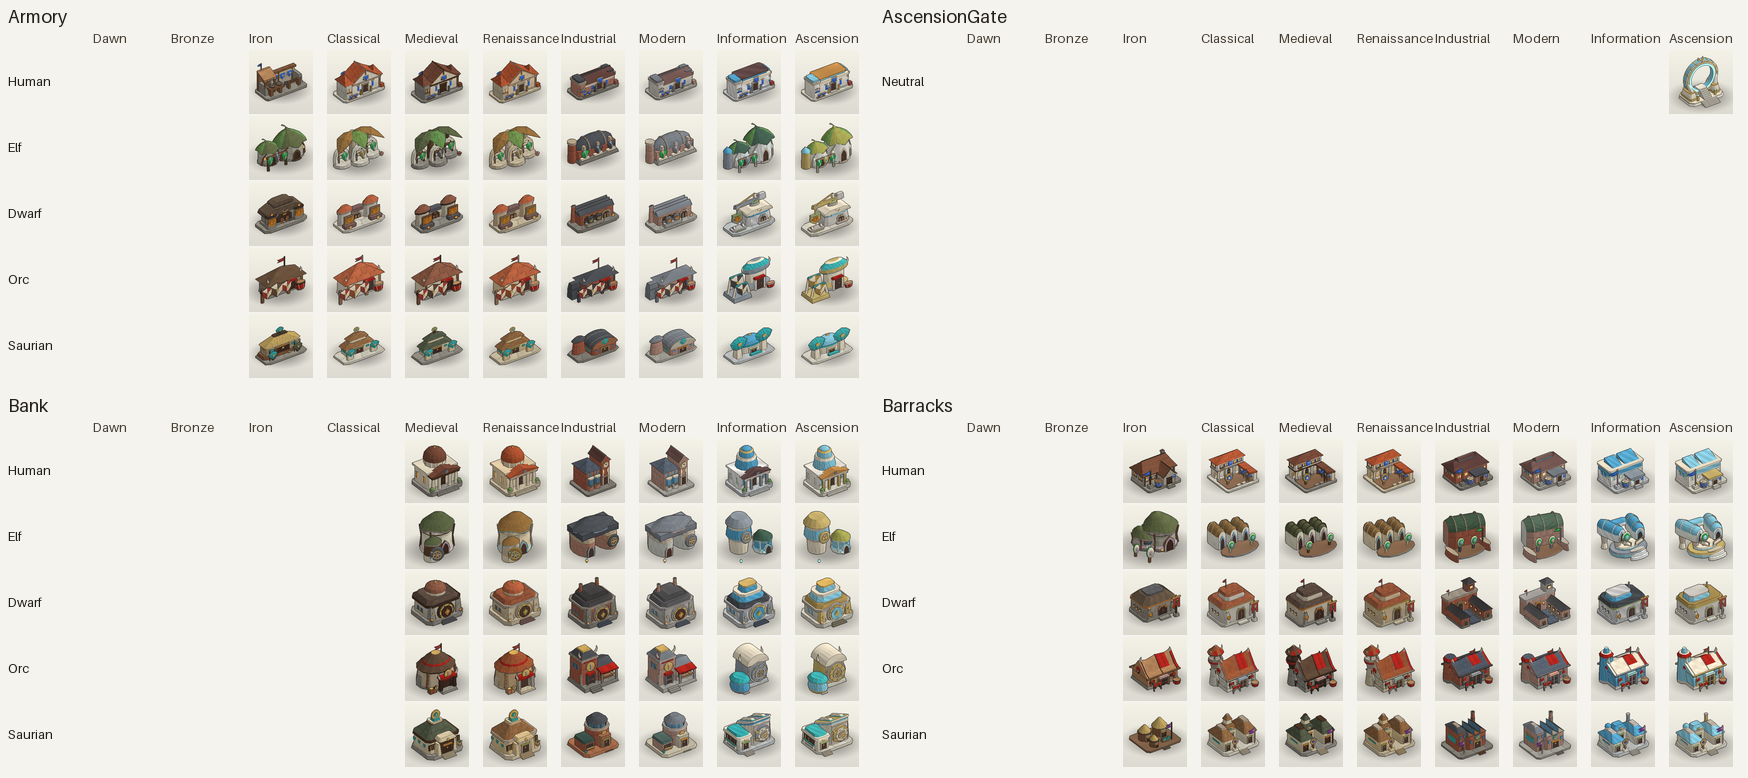 Armory
Dawn Bronze Iron Classical Medieval Renaissance Industrial Modern Information Ascension
Human
Elf
Dwarf
Orc
Saurian
AscensionGate
Dawn Bronze Iron Classical Medieval Renaissance Industrial Modern Information Ascension
Neutral
Bank
Dawn Bronze Iron Classical Medieval Renaissance Industrial Modern Information Ascension
Human
Elf
Dwarf
Orc
Saurian
Barracks
Dawn Bronze Iron Classical Medieval Renaissance Industrial Modern Information Ascension
Human
Elf
Dwarf
Orc
Saurian